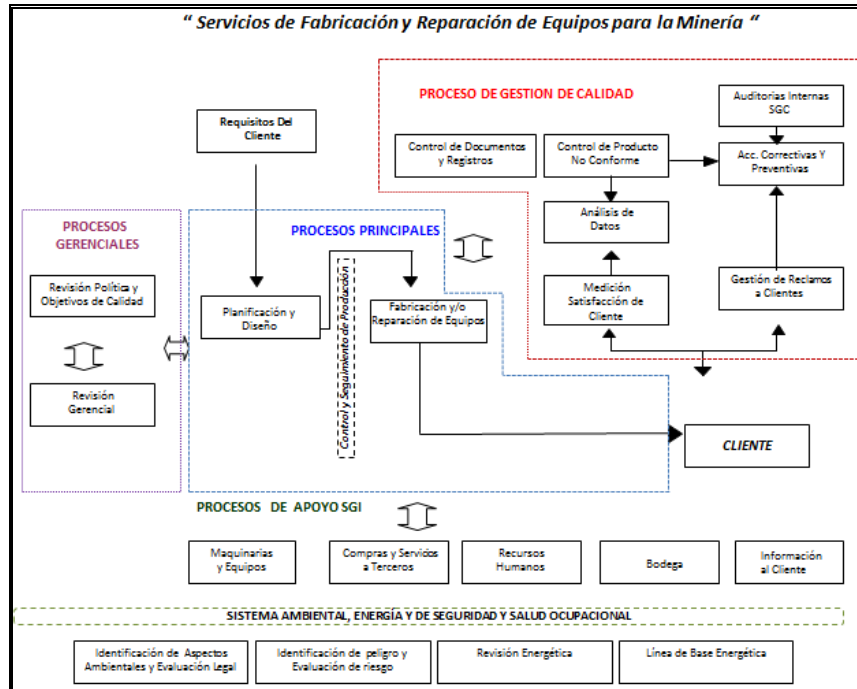 “ Servicios de Fabricación y Reparación de Equipos para la Minería “
PROCESO DE GESTION DE CALIDAD
Auditorias Internas
SGC
Requisitos Del
Cliente
Control de Documentos
y Registros
Control de Producto
No Conforme
Acc. Correctivas Y
Preventivas
PROCESOS
GERENCIALES
PROCESOS PRINCIPALES
Análisis de
Datos
Revisión Política y
Objetivos de Calidad
Planificación y
Diseño
Control y Seguimiento de Producción
Fabricación y/o
Reparación de Equipos
Medición
Satisfacción de
Cliente
Gestión de Reclamos
a Clientes
Revisión
Gerencial
CLIENTE
PROCESOS DE APOYO SGI
Maquinarias
y Equipos
Compras y Servicios
a Terceros
Recursos
Humanos
Bodega
Información
al Cliente
SISTEMA AMBIENTAL, ENERGÍA Y DE SEGURIDAD Y SALUD OCUPACIONAL
Identificación de Aspectos
Ambientales y Evaluación Legal
Identificación de peligro y
Evaluación de riesgo
Revisión Energética
Línea de Base Energética